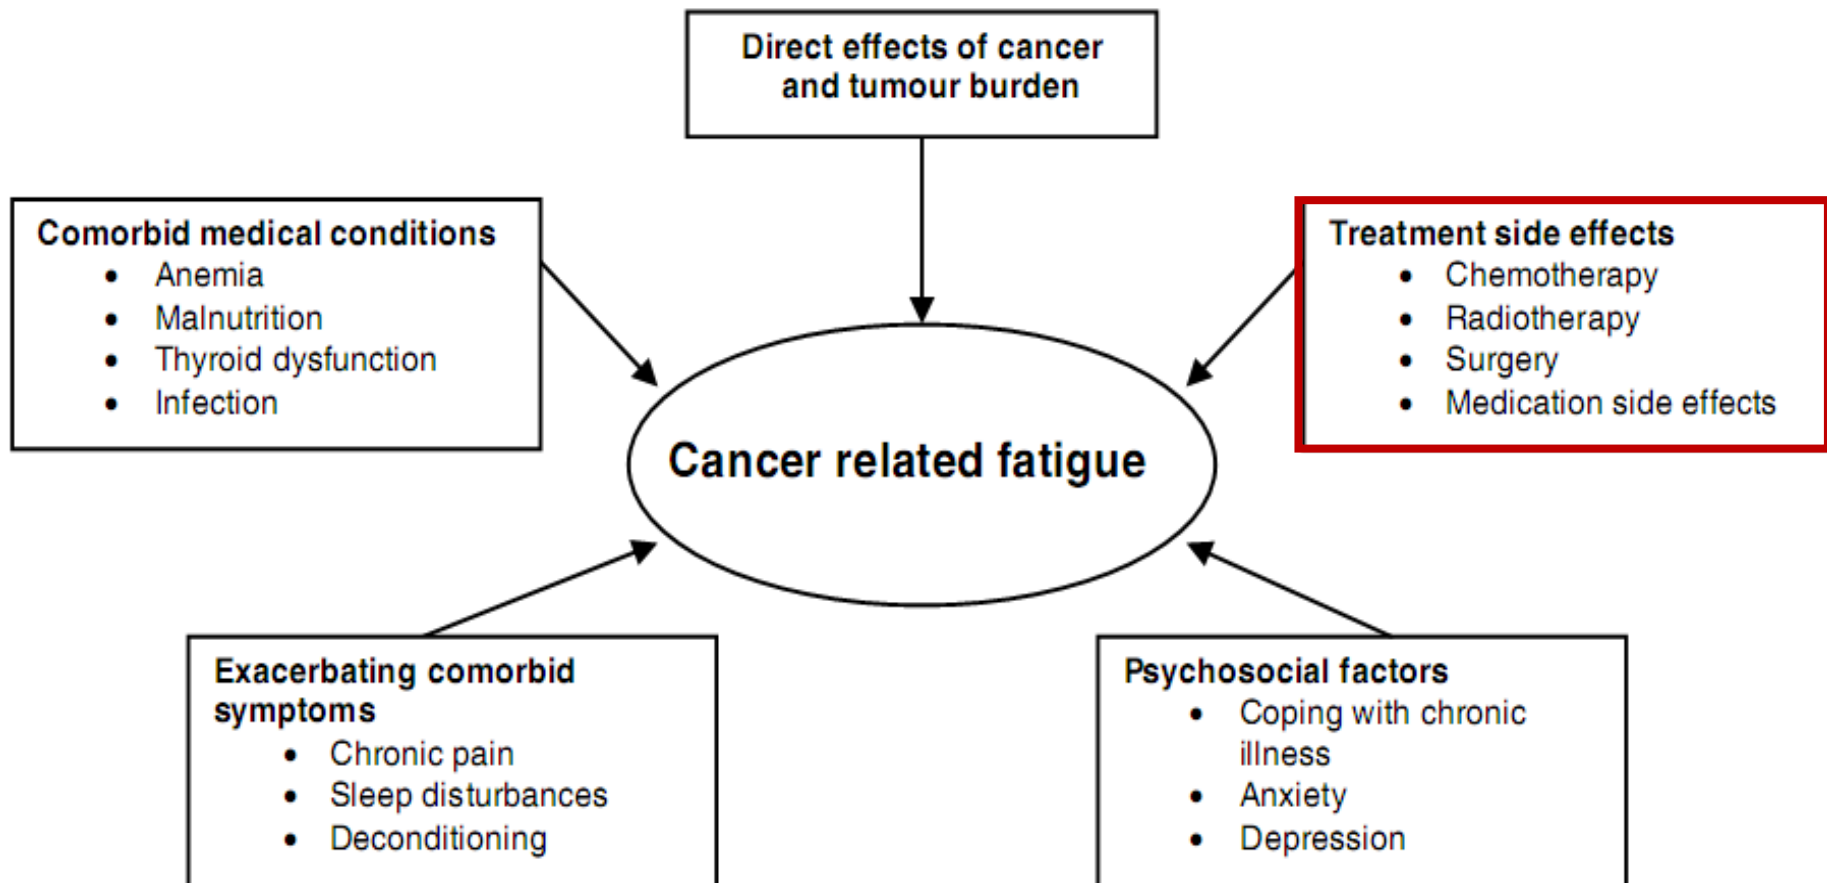 Direct effects of cancer
and tumour burden
Comorbid medical conditions
• Anemia
• Malnutrition
• Thyroid dysfunction
• Infection
Treatment side effects
• Chemotherapy
• Radiotherapy
• Surgery
• Medication side effects
Cancer related fatigue
Exacerbating comorbid
symptoms
• Chronic pain
• Sleep disturbances
• Deconditioning
Psychosocial factors
• Coping with chronic
illness
• Anxiety
• Depression